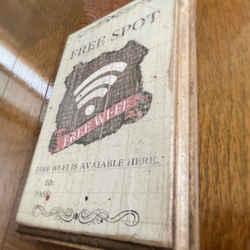 FREE SPOT
FREE WI-FI
FREE WI-FI IS AVAIABLE HERE.
ID:
PASS: